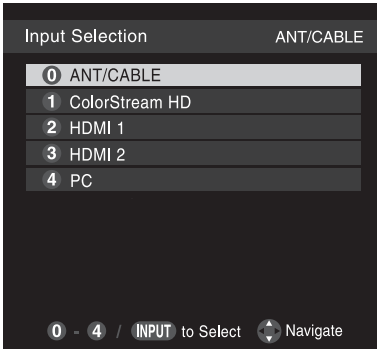 Input Selection ANT/CABLE
0 ANT/CABLE
1 ColorStream HD
2 HDMI 1
3 HDMI 2
4 PC
0 - 4 / INPUT to Select Navigate